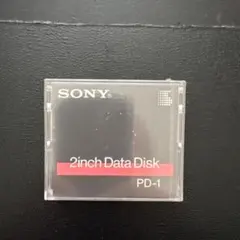 SONY®
2inch Data Disk
PD-1